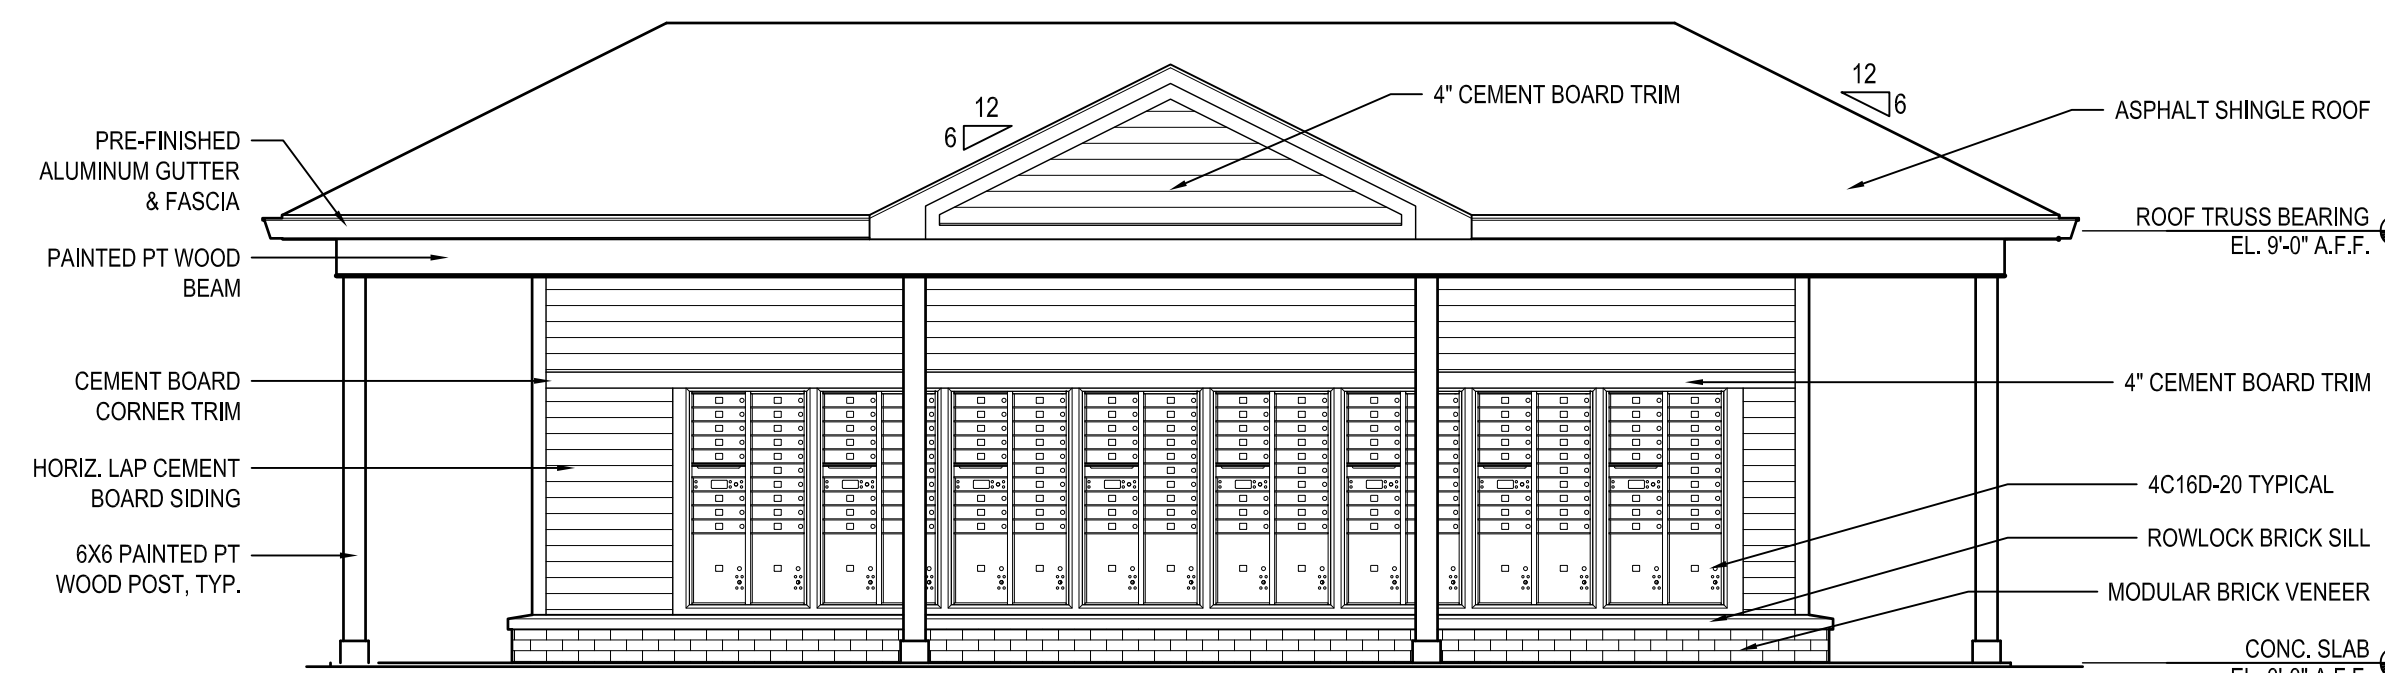 12
6
4" CEMENT BOARD TRIM
12
6
ASPHALT SHINGLE ROOF
PRE-FINISHED
ALUMINUM GUTTER
& FASCIA
ROOF TRUSS BEARING
EL. 9'-0" A.F.F.
PAINTED PT WOOD
BEAM
CEMENT BOARD
CORNER TRIM
4" CEMENT BOARD TRIM
HORIZ. LAP CEMENT
BOARD SIDING
4C16D-20 TYPICAL
6X6 PAINTED PT
WOOD POST, TYP.
ROWLOCK BRICK SILL
MODULAR BRICK VENEER
CONC. SLAB